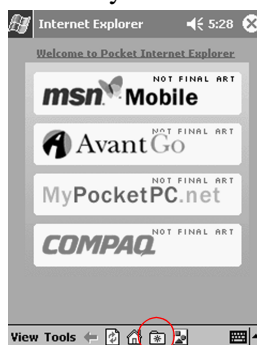 Internet Explorer 5:28
Welcome to Pocket Internet Explorer
NOT FINAL ART
msn Mobile
NOT FINAL ART
AvantGo
NOT FINAL ART
MyPocketPC.net
NOT FINAL ART
COMPAQ
View Tools